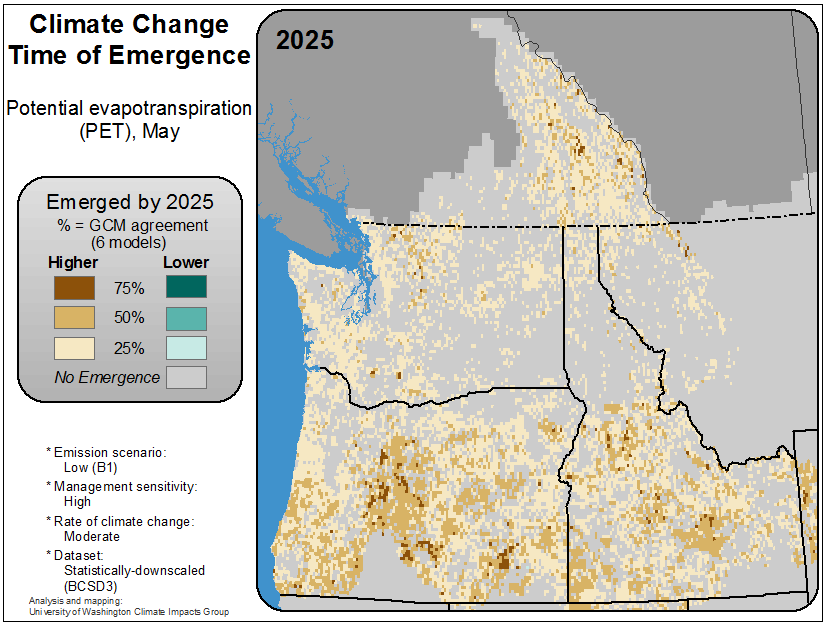 Climate Change
Time of Emergence
Potential evapotranspiration
(PET), May
2025
Emerged by 2025
% = GCM agreement
(6 models)
Higher Lower
75%
50%
25%
No Emergence
* Emission scenario:
Low (B1)
* Management sensitivity:
High
* Rate of climate change:
Moderate
* Dataset:
Statistically-downscaled
(BCSD3)
Analysis and mapping:
University of Washington Climate Impacts Group